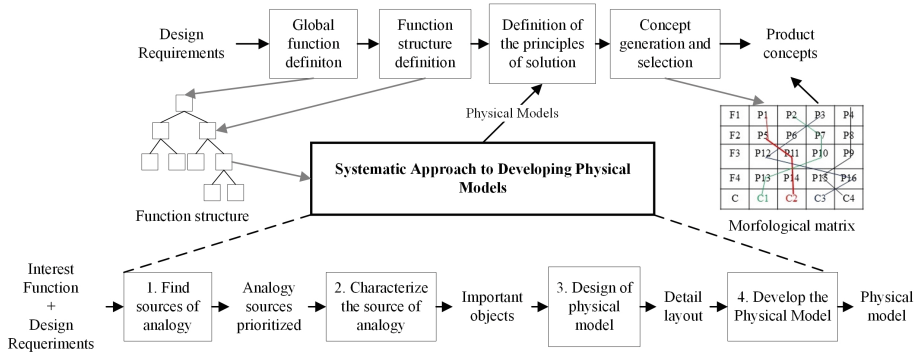 Design
Requirements
Global
function
definiton
Function
structure
definition
Definition of
the principles
of solution
Concept
generation and
selection
Product
concepts
Physical Models
F1 P1 P2 P3 P4
F2 P5 P6 P7 P8
F3 P12 P11 P10 P9
F4 P13 P14 P15 P16
C C1 C2 C3 C4
Function structure
Morfological matrix
Systematic Approach to Developing Physical
Models
Interest
Function
+
Design
Requeriments
1. Find
sources of
analogy
Analogy
sources
prioritized
2. Characterize
the source of
analogy
Important
objects
3. Design of
physical
model
Detail
layout
4. Develop the
Physical Model
Physical
model